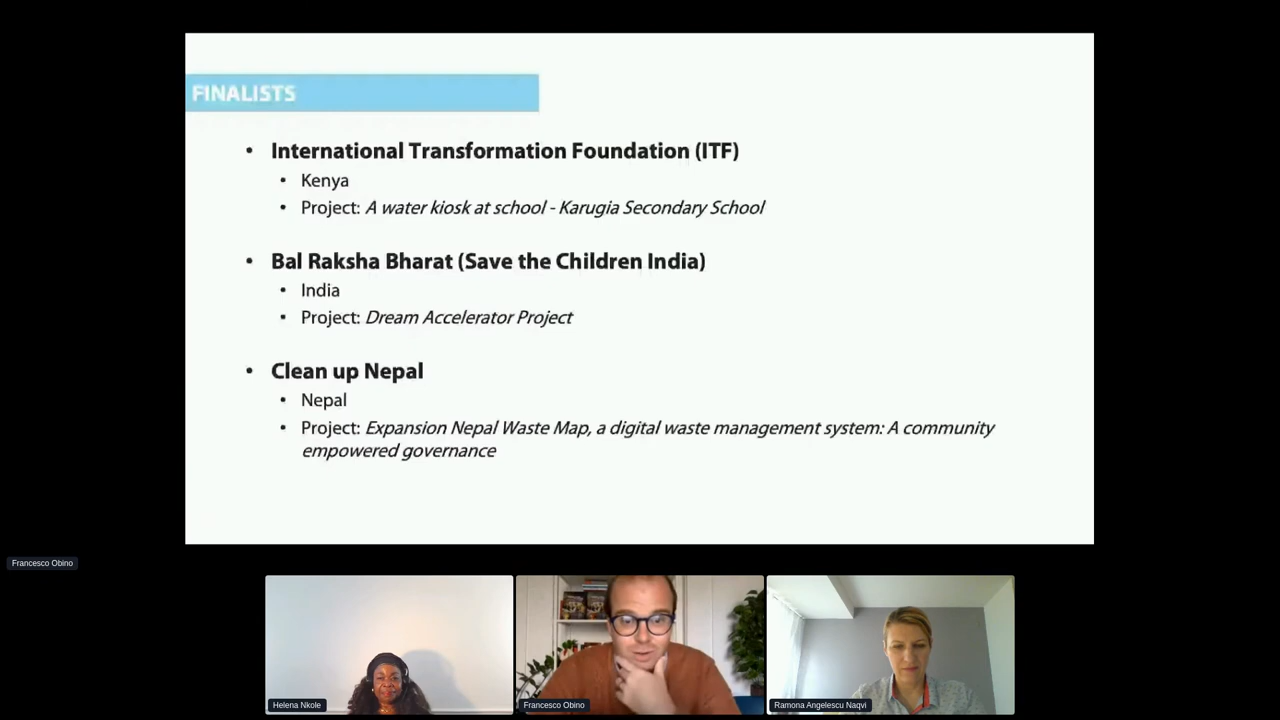 FINALISTS
• International Transformation Foundation (ITF)
• Kenya
• Project: A water kiosk at school - Karugia Secondary School
• Bal Raksha Bharat (Save the Children India)
• India
• Project: Dream Accelerator Project
• Clean up Nepal
• Nepal
• Project: Expansion Nepal Waste Map, a digital waste management system: A community
empowered governance
Francesco Obino
Helena Nkole
Francesco Obino
Ramona Angelescu Naqvi